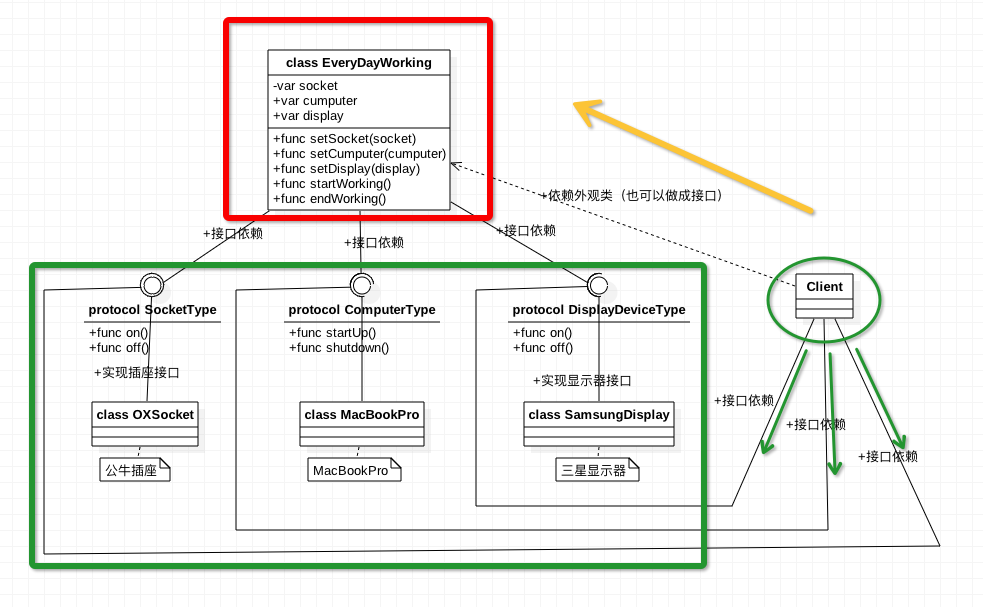 class EveryDayWorking
-var socket
+var cumputer
+var display
+func setSocket(socket)
+func setCumputer(cumputer)
+func setDisplay(display)
+func startWorking()
+func endWorking()
+依赖外观类（也可以做成接口）
+接口依赖
+接口依赖
+接口依赖
Client
protocol SocketType
+func on()
+func off()
+实现插座接口
class OXSocket
公牛插座
protocol ComputerType
+func startUp()
+func shutdown()
class MacBookPro
MacBookPro
protocol DisplayDeviceType
+func on()
+func off()
+实现显示器接口
class SamsungDisplay
三星显示器
+接口依赖
+接口依赖
+接口依赖